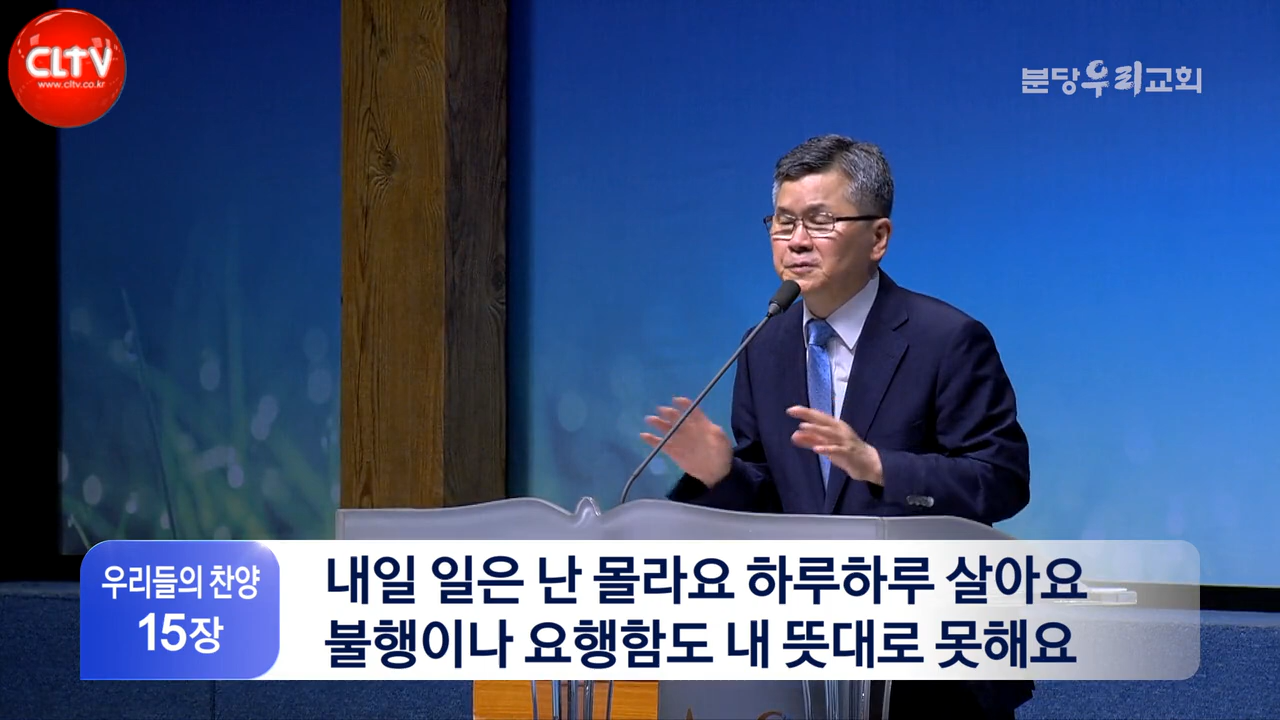 CLTV
www.cltv.co.kr
분당우리교회
우리들의 찬양
15장
내일 일은 난 몰라요 하루하루 살아요
불행이나 요행함도 내 뜻대로 못해요